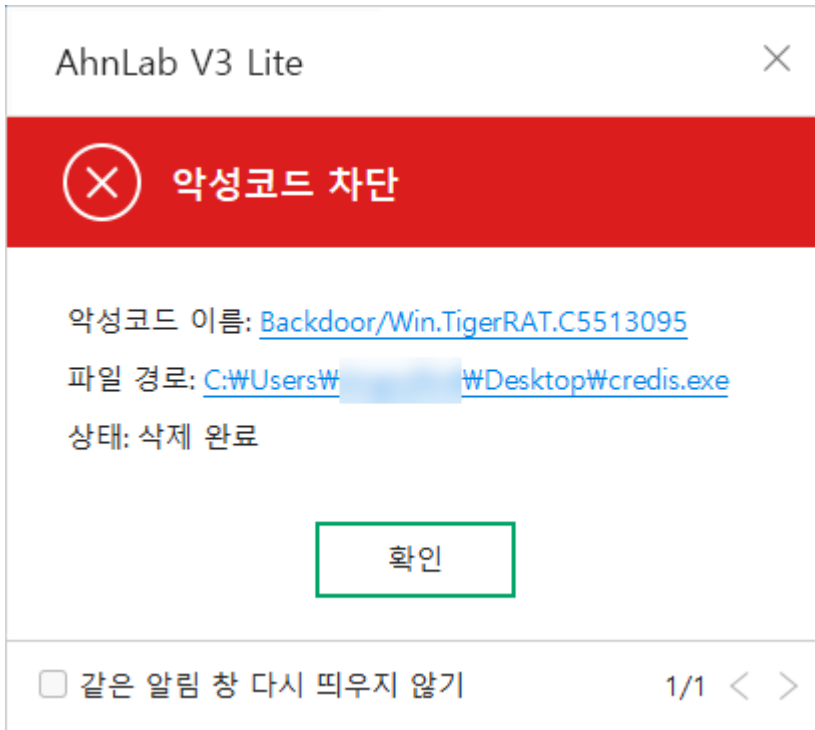 AhnLab V3 Lite
악성코드 차단
악성코드 이름: Backdoor/Win.TigerRAT.C5513095
파일 경로: C:₩Users₩ ₩Desktop₩credis.exe
상태: 삭제 완료
확인
같은 알림 창 다시 띄우지 않기
1/1